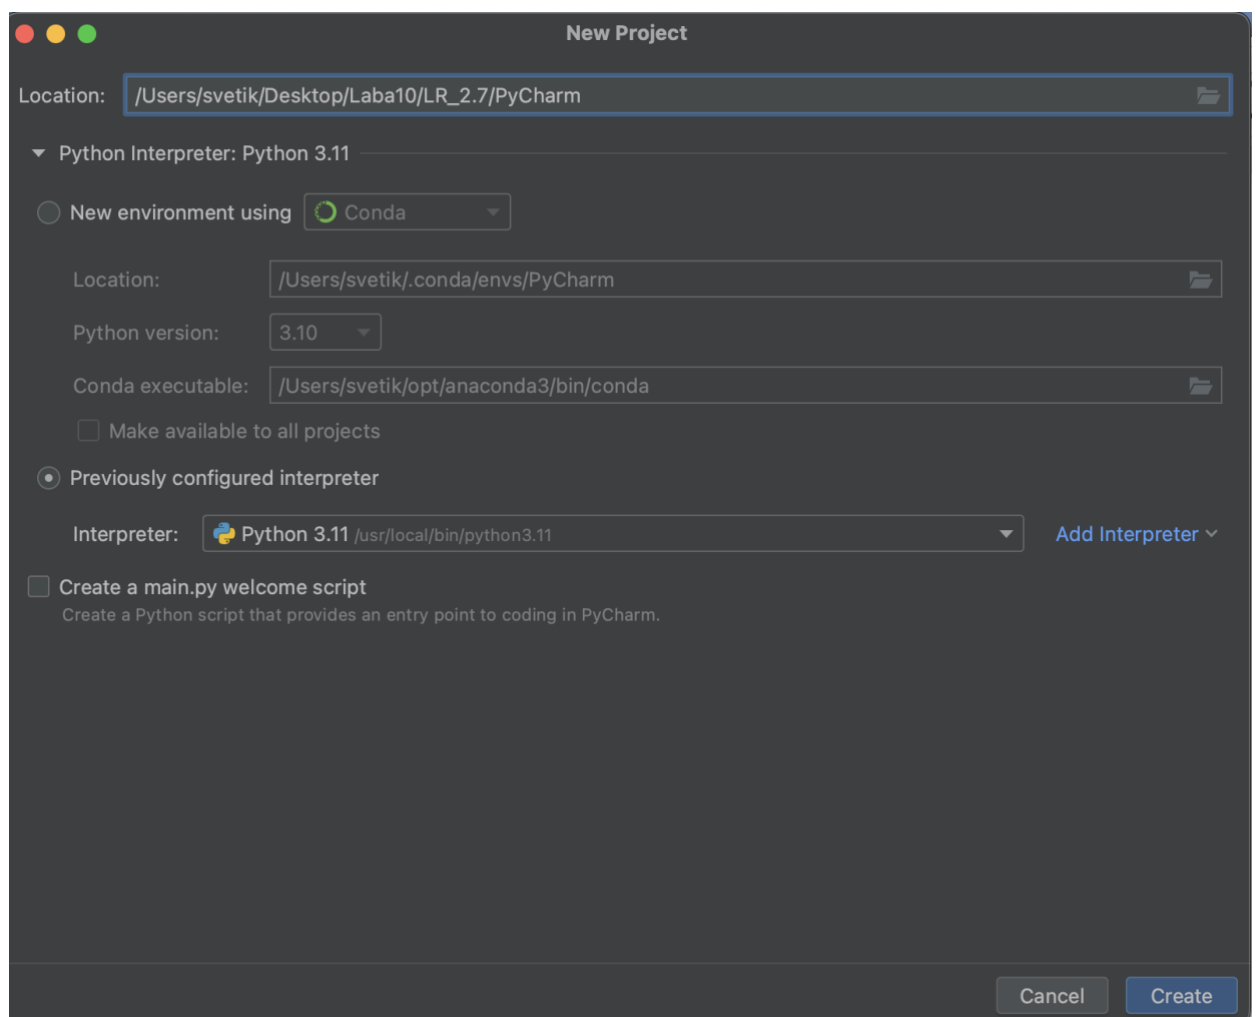 New Project
Location: /Users/svetik/Desktop/Laba10/LR_2.7/PyCharm
Python Interpreter: Python 3.11
New environment using Conda
Location: /Users/svetik/.conda/envs/PyCharm
Python version: 3.10
Conda executable: /Users/svetik/opt/anaconda3/bin/conda
Make available to all projects
Previously configured interpreter
Interpreter: Python 3.11 /usr/local/bin/python3.11 Add Interpreter
Create a main.py welcome script
Create a Python script that provides an entry point to coding in PyCharm.
Cancel Create